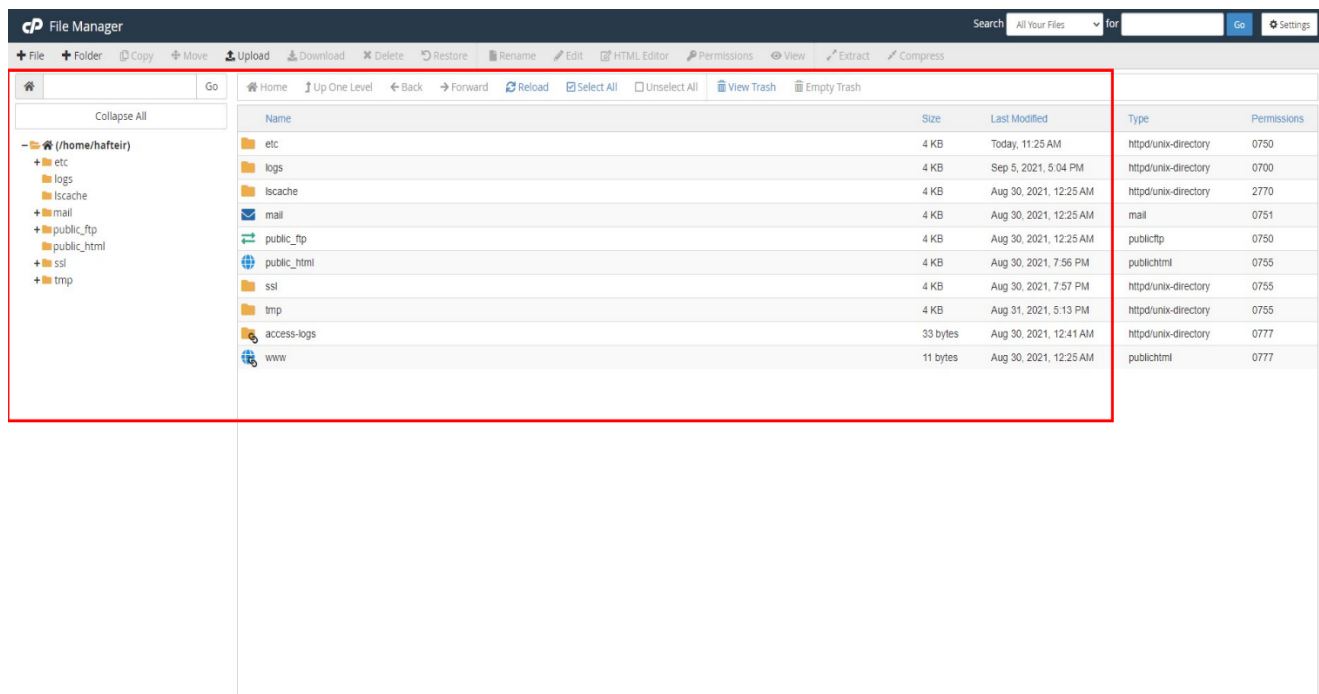 cP File Manager Search All Your Files for Go Settings
File Folder Copy Move Upload Download Delete Restore Rename Edit HTML Editor Permissions View Extract Compress
Go Home Up One Level Back Forward Reload Select All Unselect All View Trash Empty Trash
Collapse All
(/home/hafteir)
etc
logs
lscache
mail
public_ftp
public_html
ssl
tmp
Name Size Last Modified Type Permissions
etc 4 KB Today, 11:25 AM httpd/unix-directory 0750
logs 4 KB Sep 5, 2021, 5:04 PM httpd/unix-directory 0700
lscache 4 KB Aug 30, 2021, 12:25 AM httpd/unix-directory 2770
mail 4 KB Aug 30, 2021, 12:25 AM mail 0751
public_ftp 4 KB Aug 30, 2021, 12:25 AM publicftp 0750
public_html 4 KB Aug 30, 2021, 7:56 PM publichtml 0755
ssl 4 KB Aug 30, 2021, 7:57 PM httpd/unix-directory 0755
tmp 4 KB Aug 31, 2021, 5:13 PM httpd/unix-directory 0755
access-logs 33 bytes Aug 30, 2021, 12:41 AM httpd/unix-directory 0777
www 11 bytes Aug 30, 2021, 12:25 AM publichtml 0777